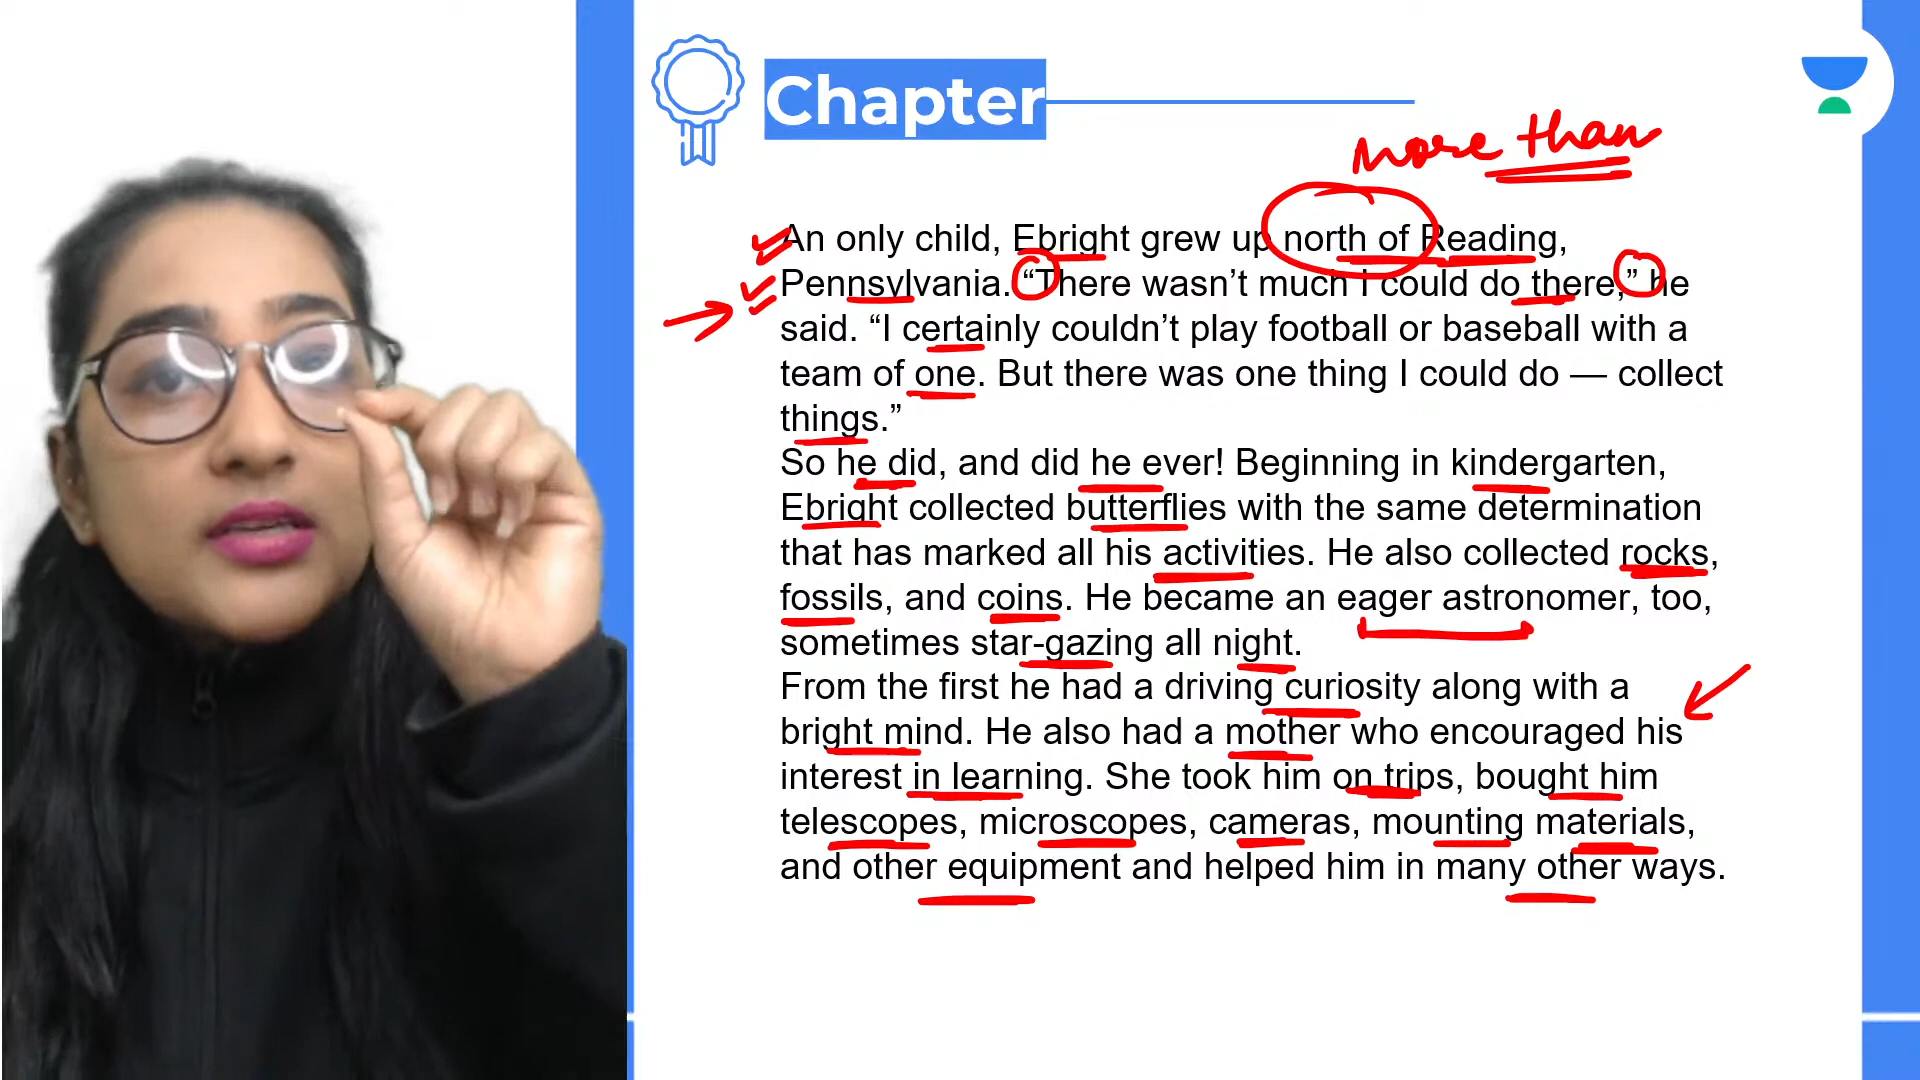 Chapter
more than
An only child, Ebright grew up north of Reading,
Pennsylvania. “There wasn’t much I could do there,” he
said. “I certainly couldn’t play football or baseball with a
team of one. But there was one thing I could do — collect
things.”
So he did, and did he ever! Beginning in kindergarten,
Ebright collected butterflies with the same determination
that has marked all his activities. He also collected rocks,
fossils, and coins. He became an eager astronomer, too,
sometimes star-gazing all night.
From the first he had a driving curiosity along with a
bright mind. He also had a mother who encouraged his
interest in learning. She took him on trips, bought him
telescopes, microscopes, cameras, mounting materials,
and other equipment and helped him in many other ways.